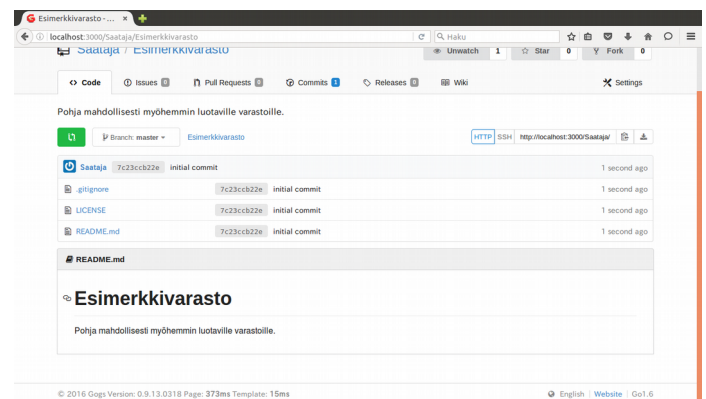 Esimerkkivarasto - ...
localhost:3000/Saataja/Esimerkkivarasto
Haku
Saataja / Esimerkkivarasto
Unwatch 1 Star 0 Fork 0
Code Issues 0 Pull Requests 0 Commits 1 Releases 0 Wiki Settings
Pohja mahdollisesti myöhemmin luotaville varastoille.
Branch: master Esimerkkivarasto HTTP SSH http://localhost:3000/Saataja/
Saataja 7c23ccb22e initial commit 1 second ago
.gitignore 7c23ccb22e initial commit 1 second ago
LICENSE 7c23ccb22e initial commit 1 second ago
README.md 7c23ccb22e initial commit 1 second ago
README.md
Esimerkkivarasto
Pohja mahdollisesti myöhemmin luotaville varastoille.
© 2016 Gogs Version: 0.9.13.0318 Page: 373ms Template: 15ms English Website Go1.6